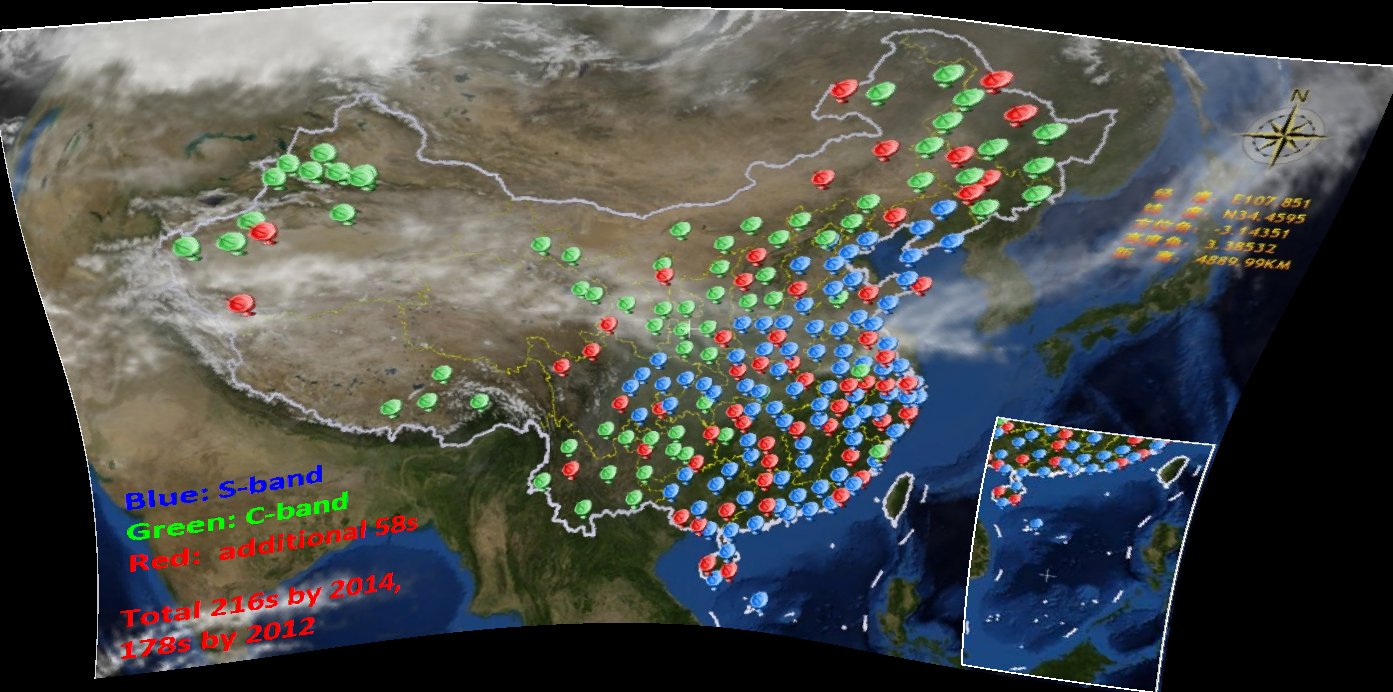 N
经 度: E107.851
纬 度: N34.4595
方位角: -3.14351
高度角: 3.38532
距 离: 4889.99KM
Blue: S-band
Green: C-band
Red: additional 58s
Total 216s by 2014,
178s by 2012